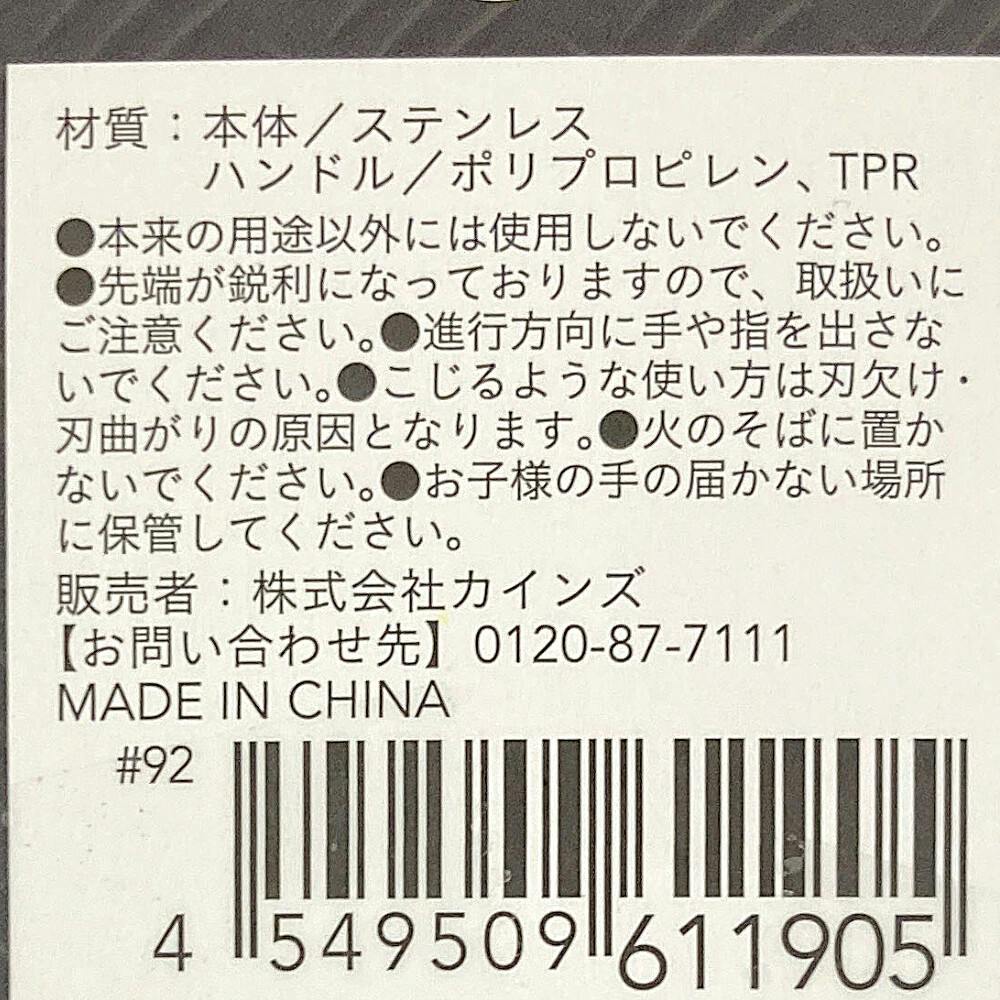 材質：本体／ステンレス
ハンドル／ポリプロピレン、TPR
●本来の用途以外には使用しないでください。
●先端が鋭利になっておりますので、取扱いに
ご注意ください。●進行方向に手や指を出さな
いでください。●こじるような使い方は刃欠け・
刃曲がりの原因となります。●火のそばに置か
ないでください。●お子様の手の届かない場所
に保管してください。
販売者：株式会社カインズ
【お問い合わせ先】0120-87-7111
MADE IN CHINA
#92
4 549509 611905